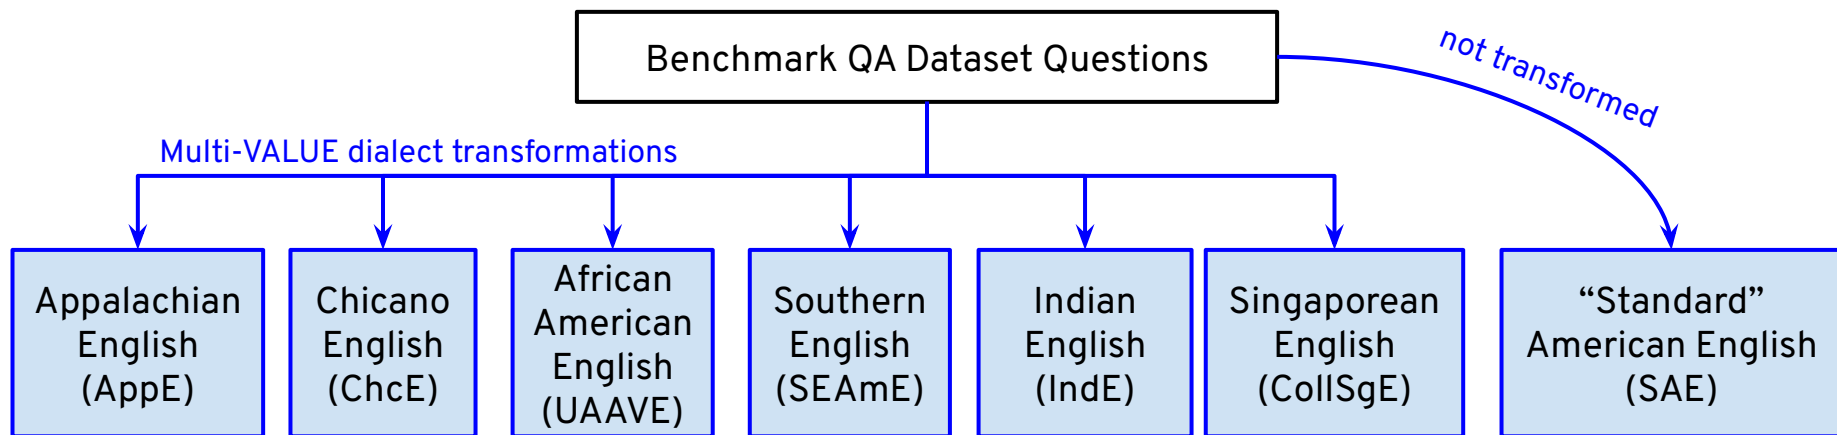 Benchmark QA Dataset Questions
not transformed
Multi-VALUE dialect transformations
Appalachian
English
(AppE)
Chicano
English
(ChcE)
African
American
English
(UAAVE)
Southern
English
(SEAmE)
Indian
English
(IndE)
Singaporean
English
(CollSgE)
“Standard”
American English
(SAE)